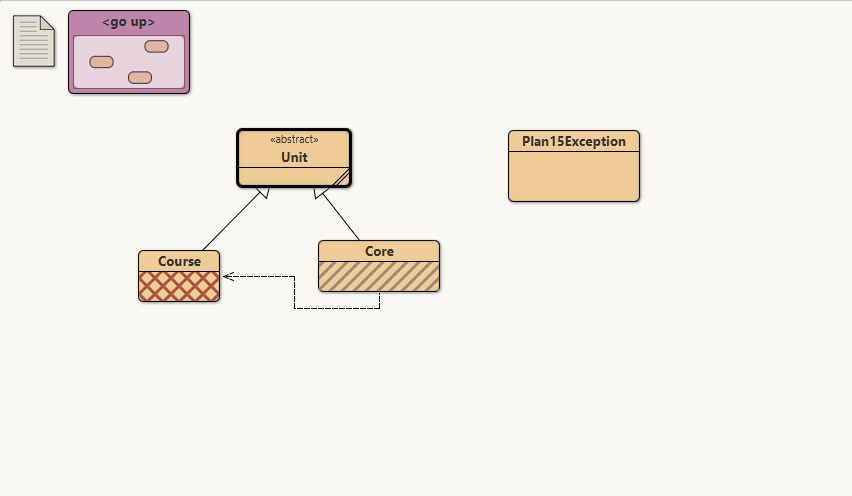 <go up>
«abstract»
Unit
Plan15Exception
Course
Core